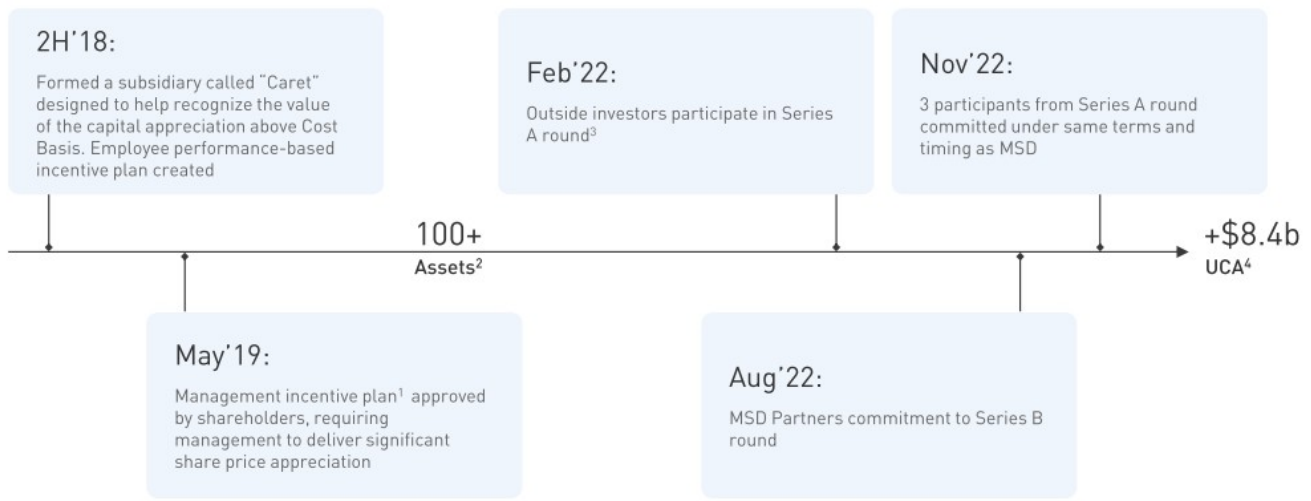 2H'18:
Formed a subsidiary called "Caret"
designed to help recognize the value
of the capital appreciation above Cost
Basis. Employee performance-based
incentive plan created
Feb'22:
Outside investors participate in Series
A round³
Nov'22:
3 participants from Series A round
committed under same terms and
timing as MSD
100+
Assets²
+$8.4b
UCA⁴
May'19:
Management incentive plan¹ approved
by shareholders, requiring
management to deliver significant
share price appreciation
Aug'22:
MSD Partners commitment to Series B
round